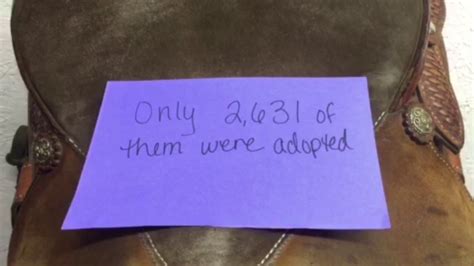 Only 2,631 of
them were adopted